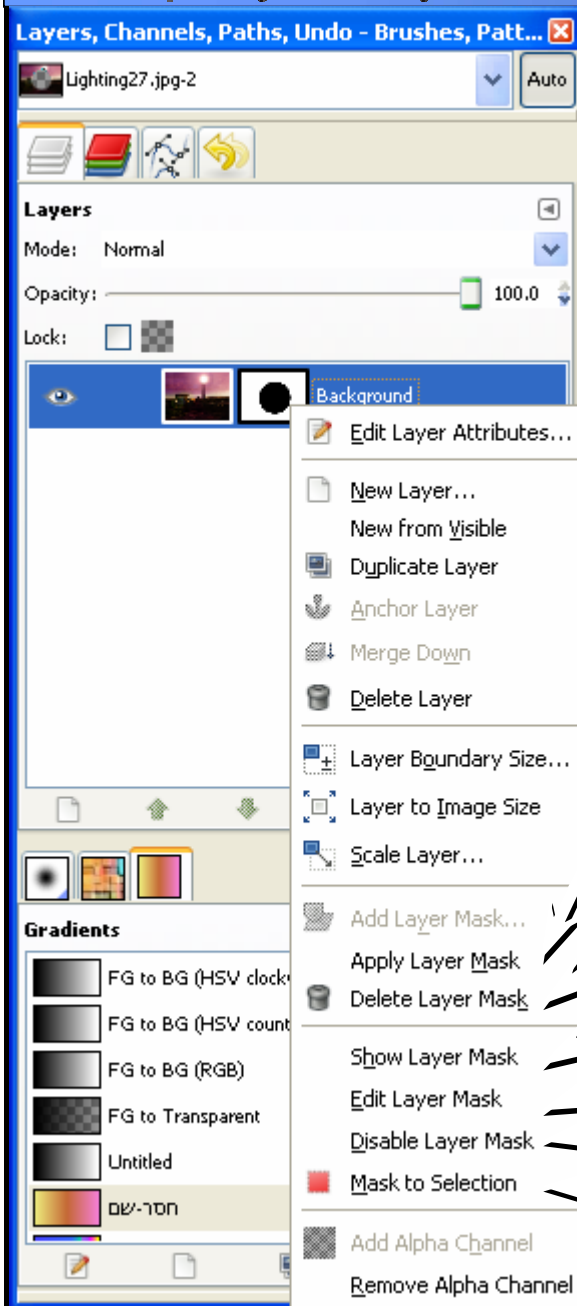 Layers, Channels, Paths, Undo - Brushes, Patt...
Lighting27.jpg-2
Auto
Layers
Mode: Normal
Opacity: 100.0
Lock:
Background
Edit Layer Attributes...
New Layer...
New from Visible
Duplicate Layer
Anchor Layer
Merge Down
Delete Layer
Layer Boundary Size...
Layer to Image Size
Scale Layer...
Add Layer Mask...
Apply Layer Mask
Delete Layer Mask
Show Layer Mask
Edit Layer Mask
Disable Layer Mask
Mask to Selection
Add Alpha Channel
Remove Alpha Channel
Gradients
FG to BG (HSV clock
FG to BG (HSV count
FG to BG (RGB)
FG to Transparent
Untitled
חסר-שם